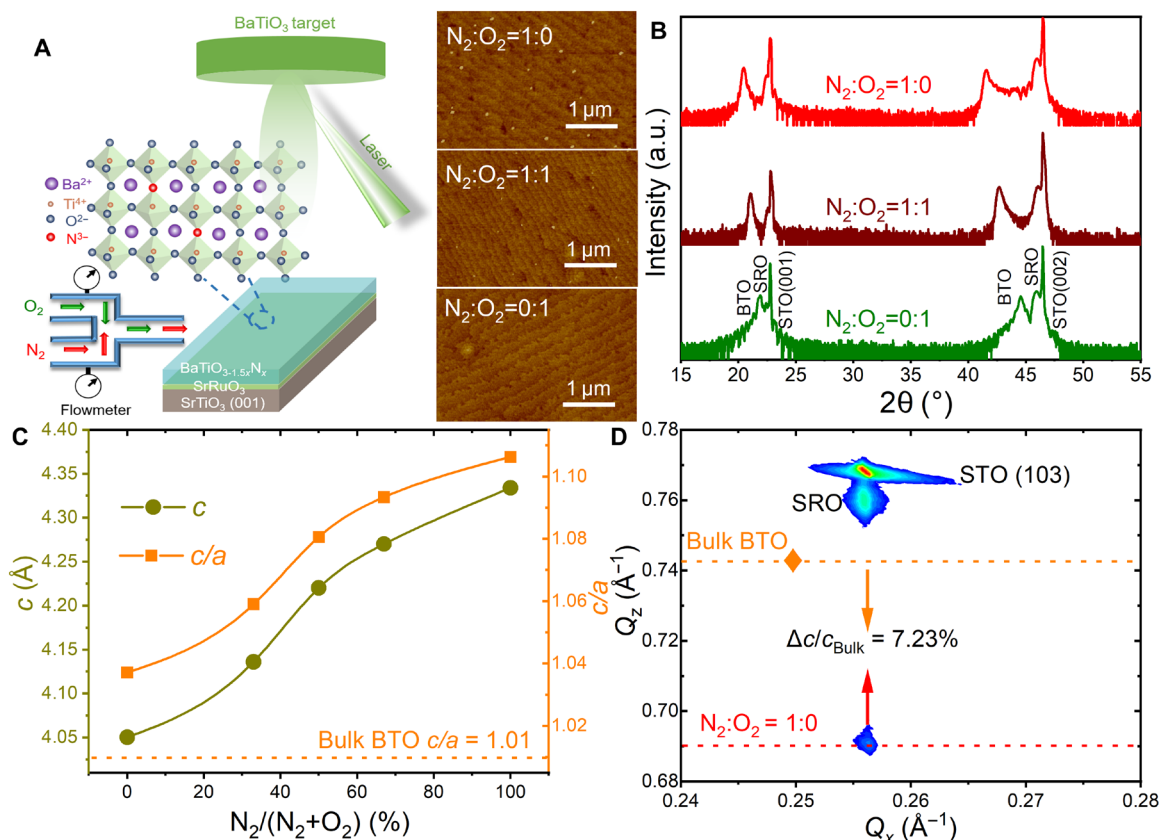 A
BaTiO₃ target
Laser
Ba²⁺
Ti⁴⁺
O²⁻
N³⁻
O₂
N₂
Flowmeter
BaTiO₃₋₁.₅ₓNₓ
SrRuO₃
SrTiO₃ (001)
N₂:O₂=1:0
1 µm
N₂:O₂=1:1
1 µm
N₂:O₂=0:1
1 µm
B
Intensity (a.u.)
N₂:O₂=1:0
N₂:O₂=1:1
N₂:O₂=0:1
BTO
SRO
STO(001)
BTO
SRO
STO(002)
15 20 25 30 35 40 45 50 55
2θ (°)
C
c (Å)
4.40
4.35
4.30
4.25
4.20
4.15
4.10
4.05
c
c/a
Bulk BTO c/a = 1.01
1.10
1.08
1.06
1.04
1.02
c/a
0 20 40 60 80 100
N₂/(N₂+O₂) (%)
D
Q_z (Å⁻¹)
0.78
0.76
0.74
0.72
0.70
0.68
STO (103)
SRO
Bulk BTO
Δc/c_Bulk = 7.23%
N₂:O₂ = 1:0
0.24 0.25 0.26 0.27 0.28
Q_x (Å⁻¹)